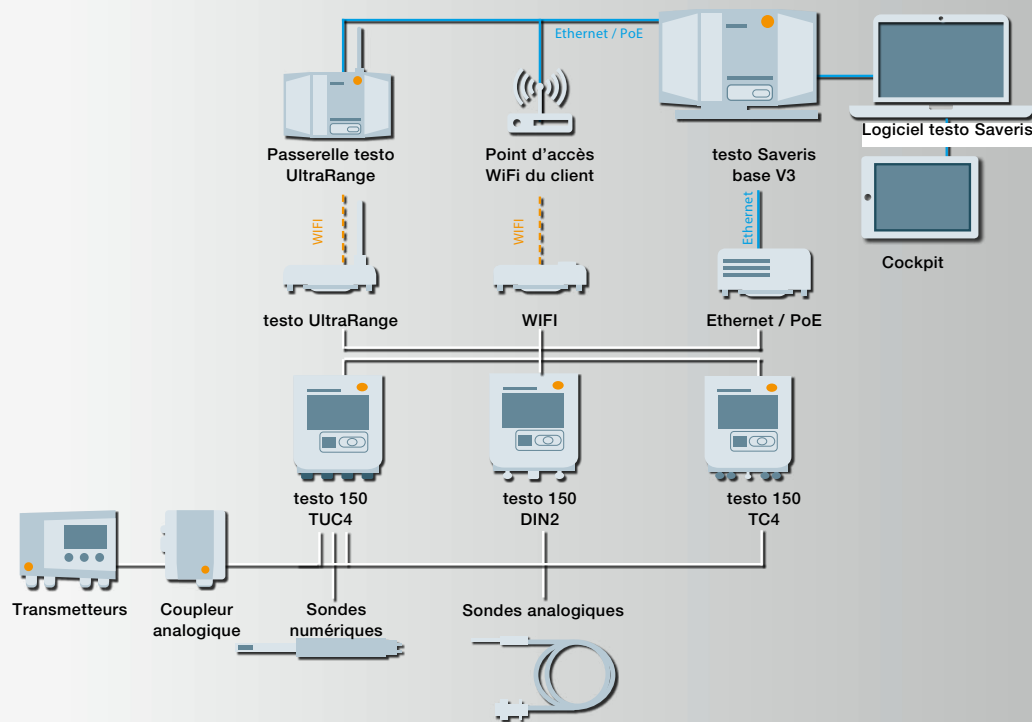 Ethernet / PoE
Passerelle testo
UltraRange
Point d'accès
WiFi du client
testo Saveris
base V3
Logiciel testo Saveris
Cockpit
WIFI
WIFI
Ethernet
testo UltraRange
WIFI
Ethernet / PoE
testo 150
TUC4
testo 150
DIN2
testo 150
TC4
Transmetteurs
Coupleur
analogique
Sondes
numériques
Sondes analogiques